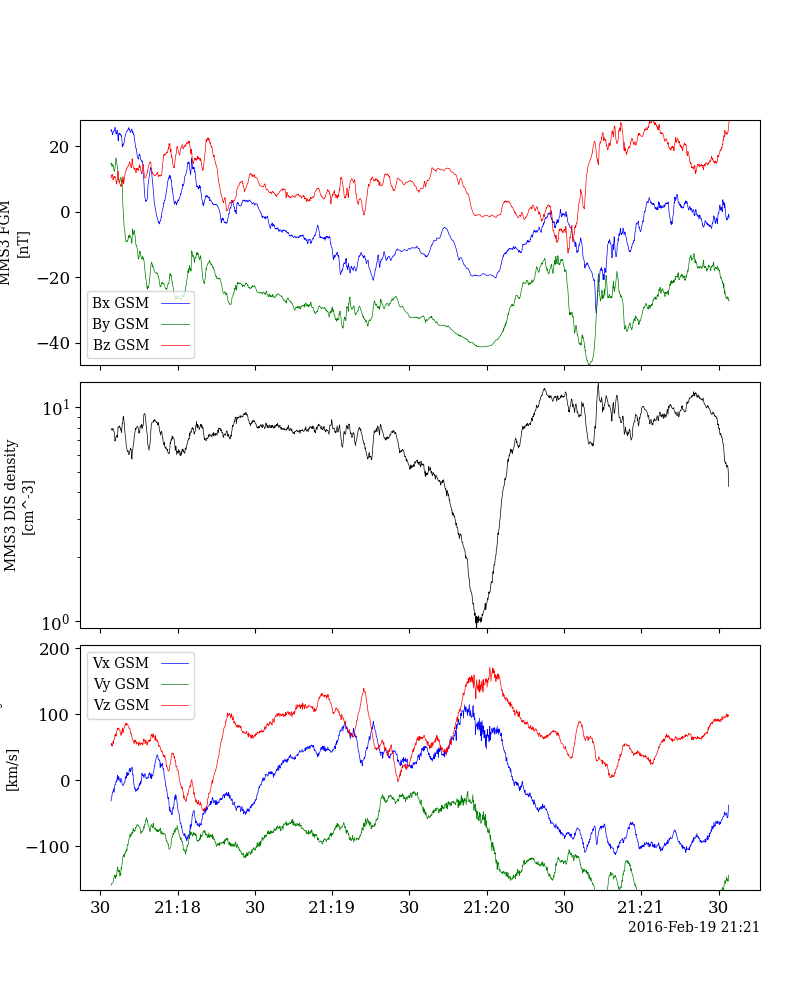 20
0
−20
−40
MMS3 FGM
[nT]
Bx GSM
By GSM
Bz GSM
10^1
10^0
MMS3 DIS density
[cm^-3]
200
100
0
−100
[km/s]
Vx GSM
Vy GSM
Vz GSM
30 21:18 30 21:19 30 21:20 30 21:21 30
2016-Feb-19 21:21